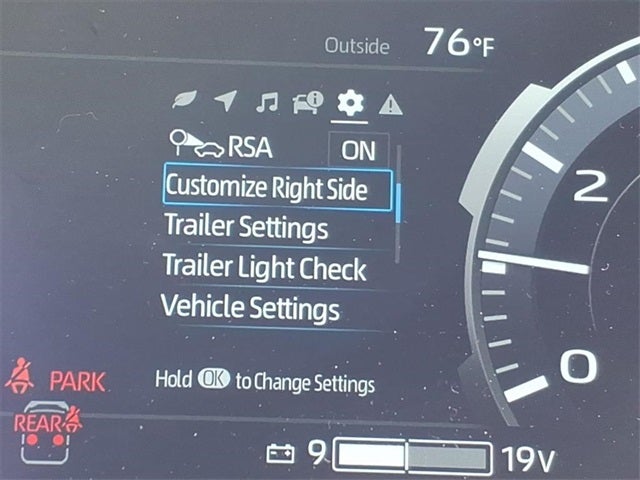 Outside 76°F
RSA ON
Customize Right Side
2
Trailer Settings
Trailer Light Check
Vehicle Settings
0
PARK
Hold OK to Change Settings
REAR
9 19V